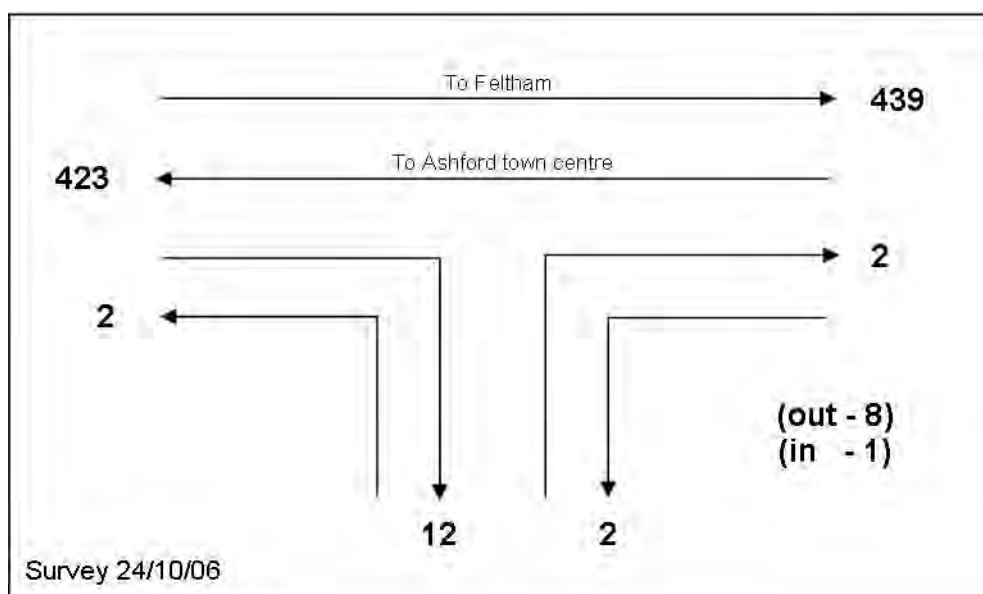 To Feltham
439
To Ashford town centre
423
2
2
(out - 8)
(in - 1)
12
2
Survey 24/10/06